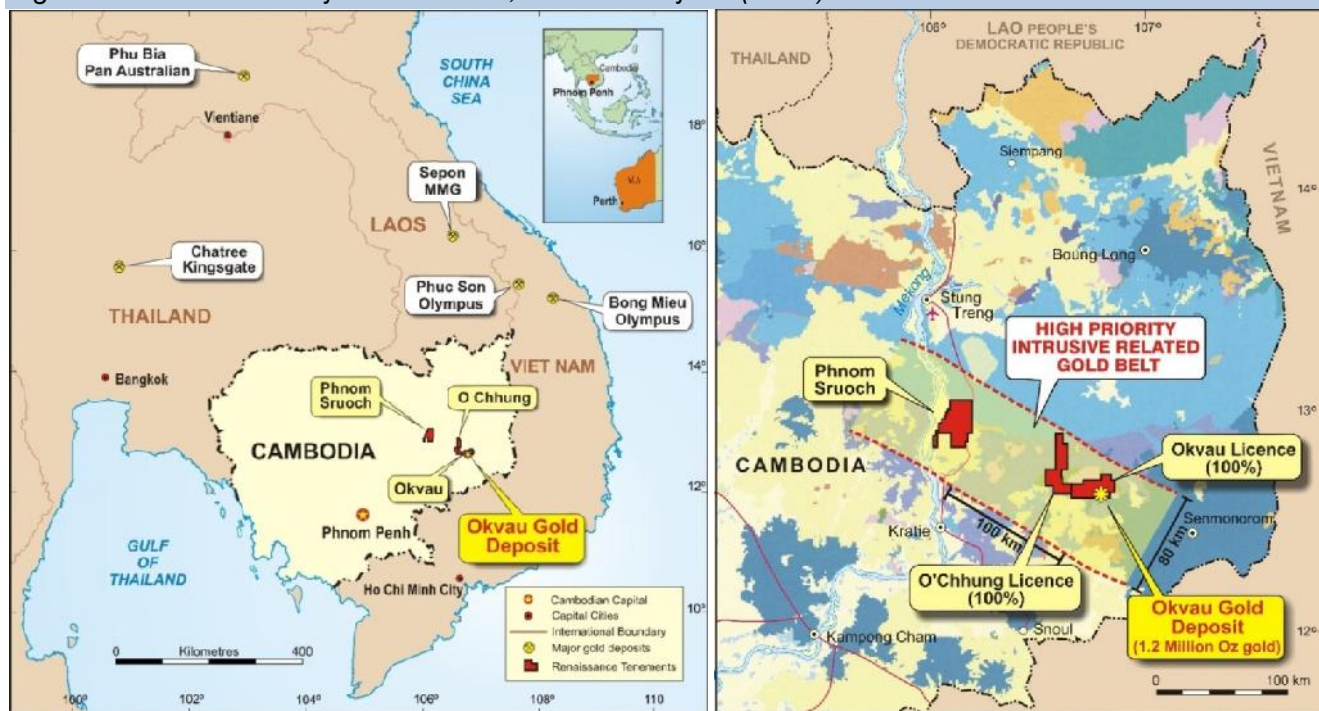 Phu Bia
Pan Australian
Vientiane
SOUTH
CHINA
SEA
Cambodia
Phnom Penh
W.A
Perth
18°
Sepon
MMG
LAOS
16°
Chatree
Kingsgate
Phuc Son
Olympus
Bong Mieu
Olympus
THAILAND
VIET NAM
14°
Bangkok
Phnom
Sruoch
O Chhung
CAMBODIA
Okvau
12°
Phnom Penh
Okvau Gold
Deposit
GULF
OF
THAILAND
Ho Chi Minh City
10°
Cambodian Capital
Capital Cities
International Boundary
Major gold deposits
Renaissance Tenements
0 Kilometres 400
100° 102° 104° 106° 108° 110
106° 107°
LAO PEOPLE'S
DEMOCRATIC REPUBLIC
THAILAND
Siempang
VIETNAM
14°
Boung Long
Mekong
Stung
Treng
HIGH PRIORITY
INTRUSIVE RELATED
GOLD BELT
Phnom
Sruoch
13°
CAMBODIA
Okvau Licence
(100%)
Senmonorom
Kratie
100 km
80 km
O'Chhung Licence
(100%)
Okvau Gold
Deposit
(1.2 Million Oz gold)
Snoul
Kampong Cham
12°
0 100 km